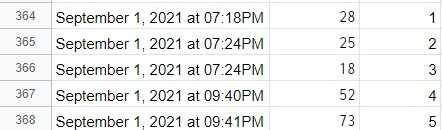 364 September 1, 2021 at 07:18PM 28 1
365 September 1, 2021 at 07:24PM 25 2
366 September 1, 2021 at 07:24PM 18 3
367 September 1, 2021 at 09:40PM 52 4
368 September 1, 2021 at 09:41PM 73 5